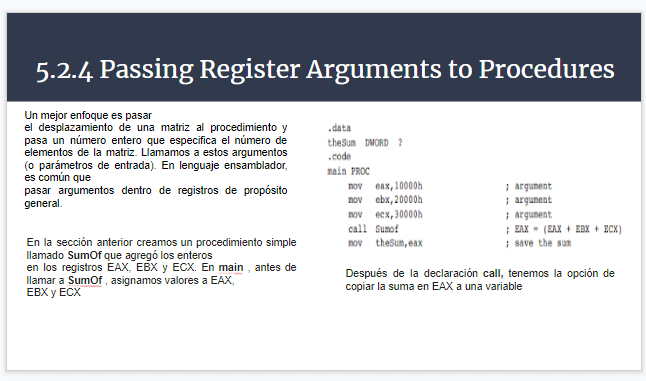 5.2.4 Passing Register Arguments to Procedures
Un mejor enfoque es pasar
el desplazamiento de una matriz al procedimiento y
pasa un número entero que especifica el número de
elementos de la matriz. Llamamos a estos argumentos
(o parámetros de entrada). En lenguaje ensamblador,
es común que
pasar argumentos dentro de registros de propósito
general.
En la sección anterior creamos un procedimiento simple
llamado SumOf que agregó los enteros
en los registros EAX, EBX y ECX. En main , antes de
llamar a SumOf , asignamos valores a EAX,
EBX y ECX
.data
theSum DWORD ?
.code
main PROC
mov eax,10000h ; argument
mov ebx,20000h ; argument
mov ecx,30000h ; argument
call Sumof ; EAX = (EAX + EBX + ECX)
mov theSum,eax ; save the sum
Después de la declaración call, tenemos la opción de
copiar la suma en EAX a una variable